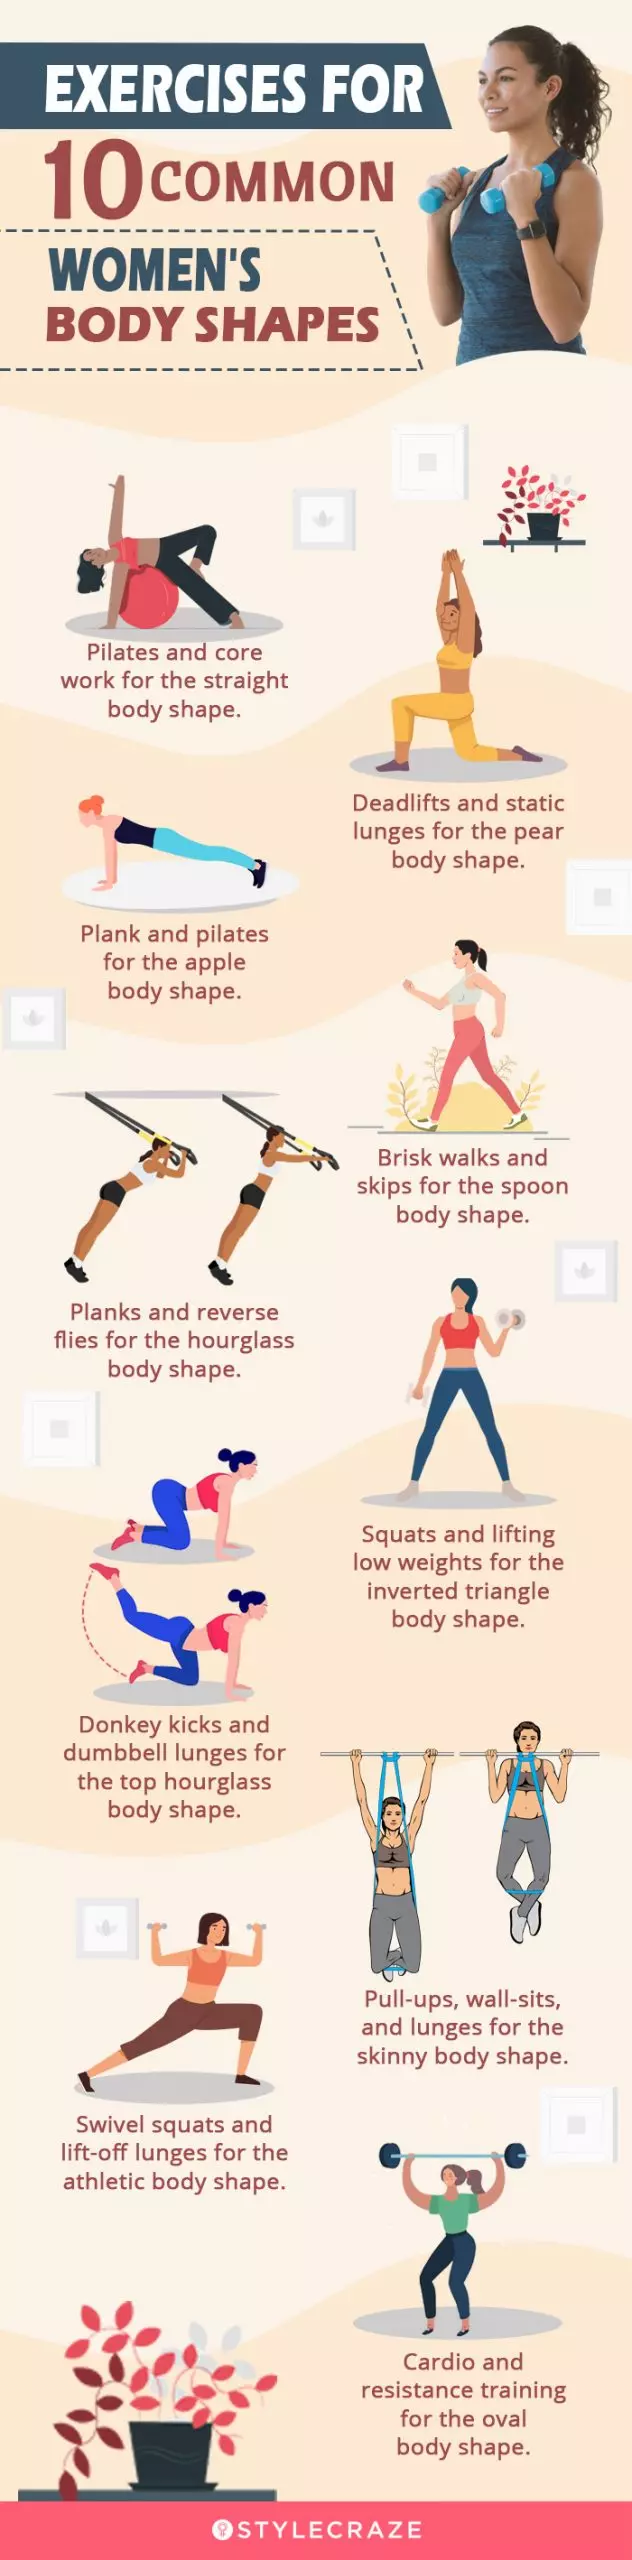 EXERCISES FOR
10 COMMON
WOMEN'S
BODY SHAPES
Pilates and core
work for the straight
body shape.
Deadlifts and static
lunges for the pear
body shape.
Plank and pilates
for the apple
body shape.
Brisk walks and
skips for the spoon
body shape.
Planks and reverse
flies for the hourglass
body shape.
Squats and lifting
low weights for the
inverted triangle
body shape.
Donkey kicks and
dumbbell lunges for
the top hourglass
body shape.
Pull-ups, wall-sits,
and lunges for the
skinny body shape.
Swivel squats and
lift-off lunges for the
athletic body shape.
Cardio and
resistance training
for the oval
body shape.
STYLECRAZE